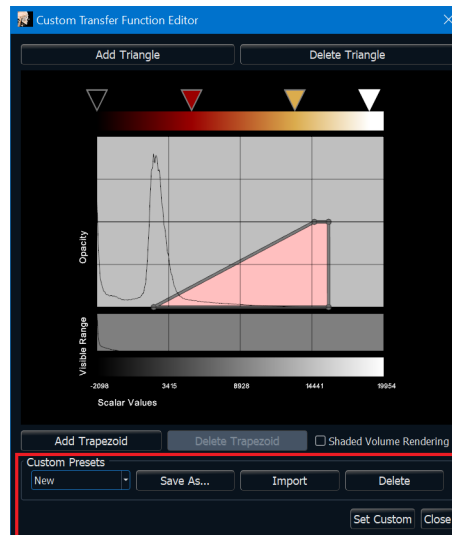 Custom Transfer Function Editor
Add Triangle
Delete Triangle
Opacity
Visible Range
-2098
3415
8928
14441
19954
Scalar Values
Add Trapezoid
Delete Trapezoid
Shaded Volume Rendering
Custom Presets
New
Save As...
Import
Delete
Set Custom
Close